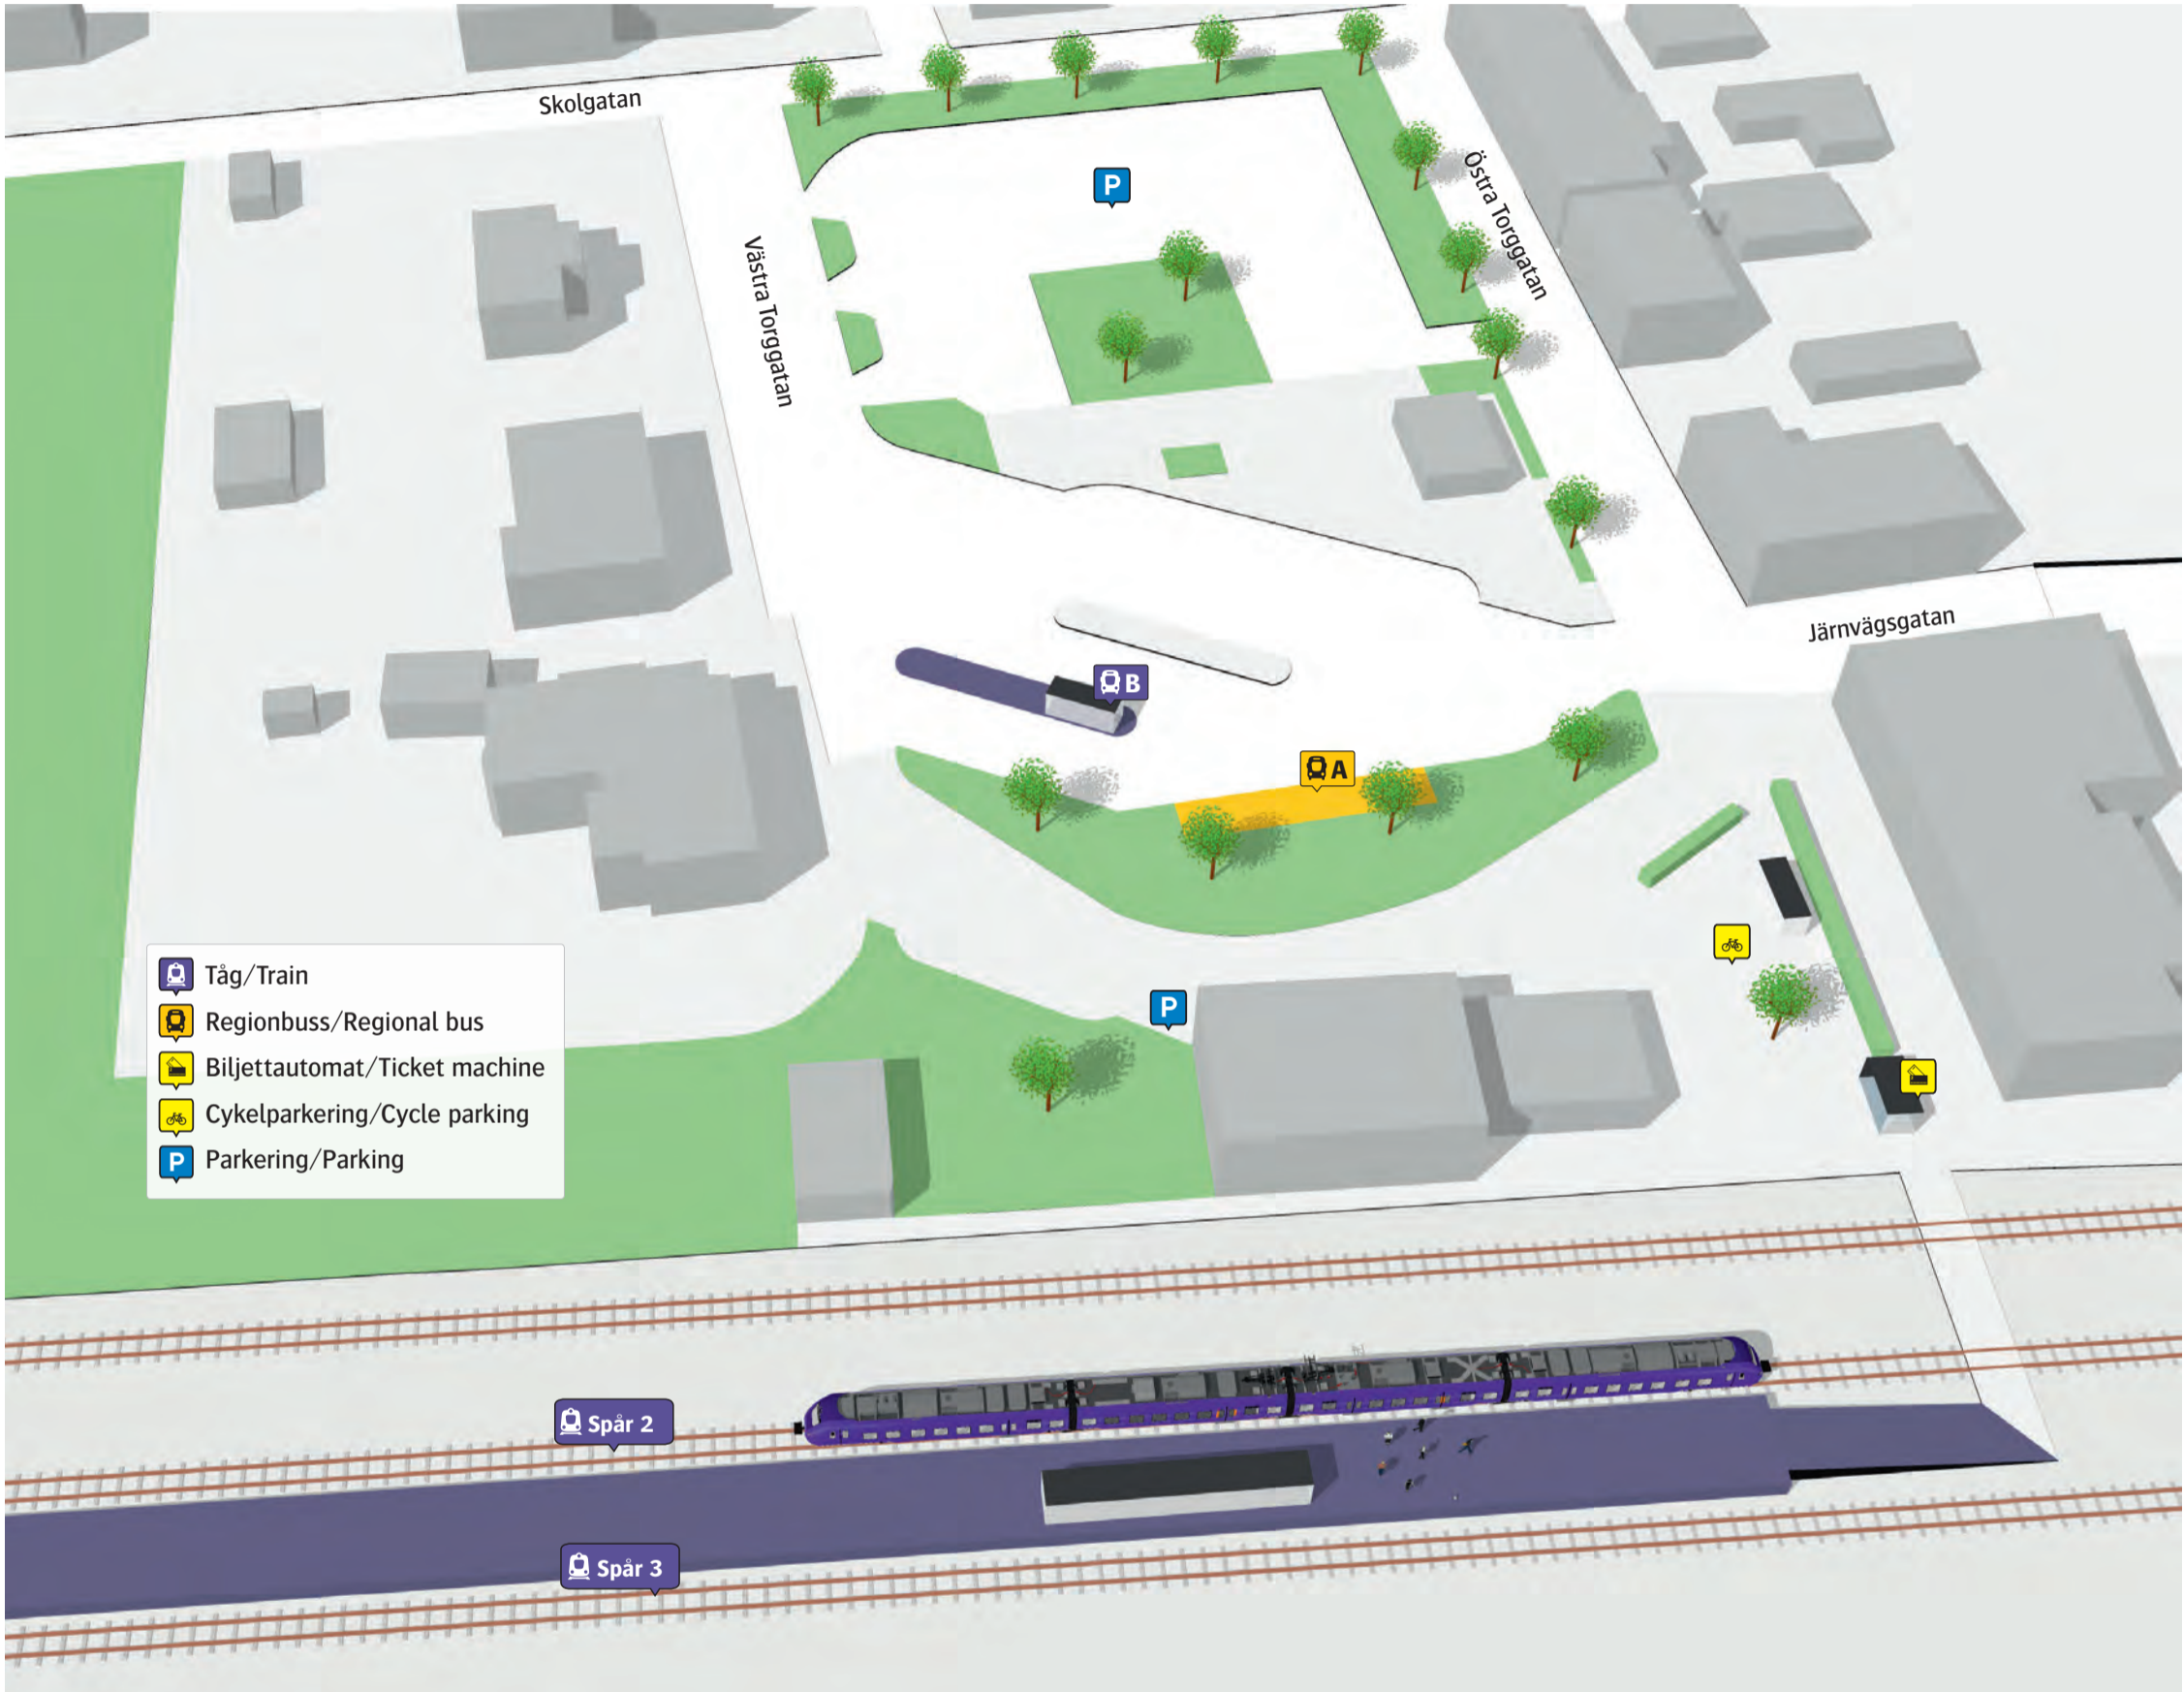 Skolgatan
P
Östra Torggatan
Västra Torggatan
Järnvägsgatan
B
A
P
Tåg/Train
Regionbuss/Regional bus
Biljettautomat/Ticket machine
Cykelparkering/Cycle parking
P Parkering/Parking
Spår 2
Spår 3